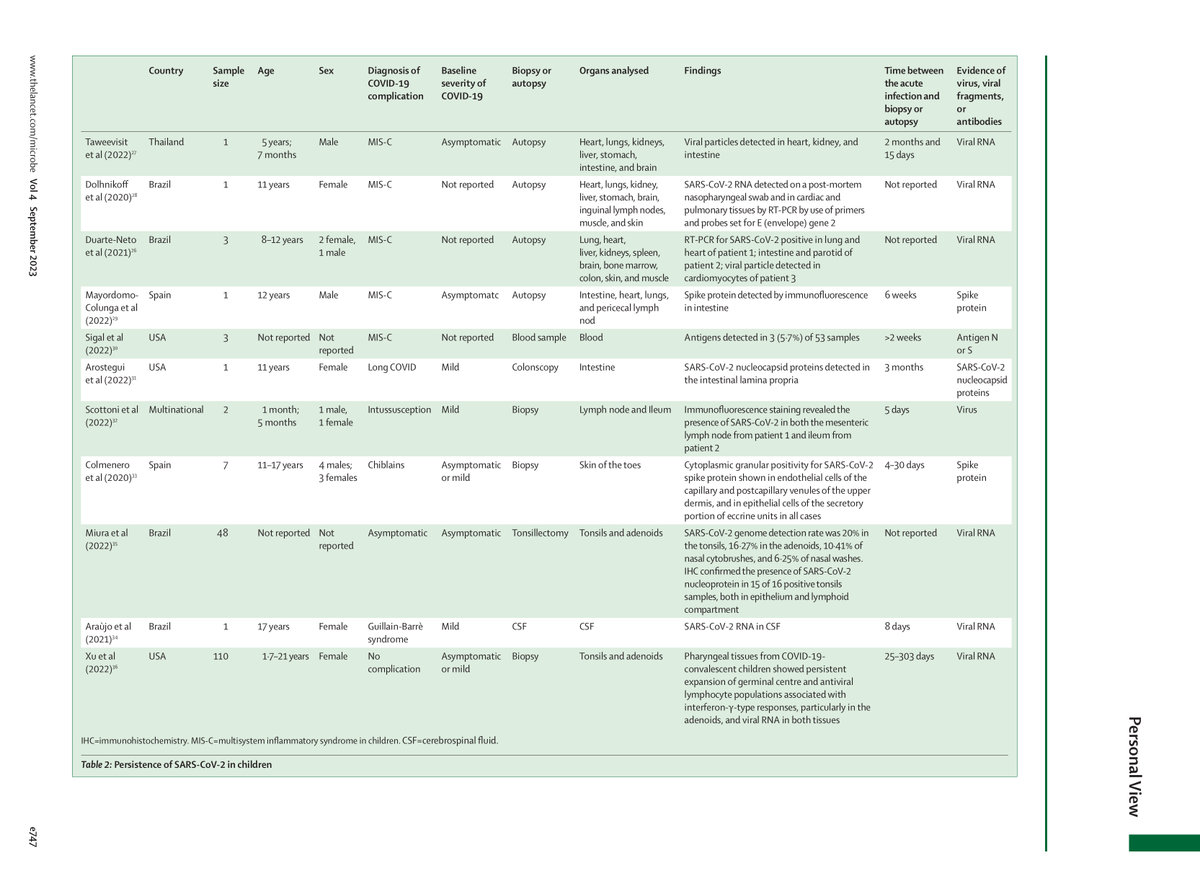 www.thelancet.com/microbe Vol 4 September 2023
Country
Sample
size
Age
Sex
Diagnosis of
COVID-19
complication
Baseline
severity of
COVID-19
Biopsy or
autopsy
Organs analysed
Findings
Time between
the acute
infection and
biopsy or
autopsy
Evidence of
virus, viral
fragments,
or
antibodies
Taweevisit
et al (2022)²⁷
Thailand
1
5 years;
7 months
Male
MIS-C
Asymptomatic
Autopsy
Heart, lungs, kidneys,
liver, stomach,
intestine, and brain
Viral particles detected in heart, kidney, and
intestine
2 months and
15 days
Viral RNA
Dolhnikoff
et al (2020)²⁸
Brazil
1
11 years
Female
MIS-C
Not reported
Autopsy
Heart, lungs, kidney,
liver, stomach, brain,
inguinal lymph nodes,
muscle, and skin
SARS-CoV-2 RNA detected on a post-mortem
nasopharyngeal swab and in cardiac and
pulmonary tissues by RT-PCR by use of primers
and probes set for E (envelope) gene 2
Not reported
Viral RNA
Duarte-Neto
et al (2021)²⁶
Brazil
3
8–12 years
2 female,
1 male
MIS-C
Not reported
Autopsy
Lung, heart,
liver, kidneys, spleen,
brain, bone marrow,
colon, skin, and muscle
RT-PCR for SARS-CoV-2 positive in lung and
heart of patient 1; intestine and parotid of
patient 2; viral particle detected in
cardiomyocytes of patient 3
Not reported
Viral RNA
Mayordomo-
Colunga et al
(2022)²⁹
Spain
1
12 years
Male
MIS-C
Asymptomatc
Autopsy
Intestine, heart, lungs,
and pericecal lymph
nod
Spike protein detected by immunofluorescence
in intestine
6 weeks
Spike
protein
Sigal et al
(2022)³⁰
USA
3
Not reported
Not
reported
MIS-C
Not reported
Blood sample
Blood
Antigens detected in 3 (5·7%) of 53 samples
>2 weeks
Antigen N
or S
Arostegui
et al (2022)³¹
USA
1
11 years
Female
Long COVID
Mild
Colonscopy
Intestine
SARS-CoV-2 nucleocapsid proteins detected in
the intestinal lamina propria
3 months
SARS-CoV-2
nucleocapsid
proteins
Scottoni et al
(2022)³²
Multinational
2
1 month;
5 months
1 male,
1 female
Intussusception
Mild
Biopsy
Lymph node and Ileum
Immunofluorescence staining revealed the
presence of SARS-CoV-2 in both the mesenteric
lymph node from patient 1 and ileum from
patient 2
5 days
Virus
Colmenero
et al (2020)³³
Spain
7
11–17 years
4 males;
3 females
Chiblains
Asymptomatic
or mild
Biopsy
Skin of the toes
Cytoplasmic granular positivity for SARS-CoV-2
spike protein shown in endothelial cells of the
capillary and postcapillary venules of the upper
dermis, and in epithelial cells of the secretory
portion of eccrine units in all cases
4–30 days
Spike
protein
Miura et al
(2022)³⁵
Brazil
48
Not reported
Not
reported
Asymptomatic
Asymptomatic
Tonsillectomy
Tonsils and adenoids
SARS-CoV-2 genome detection rate was 20% in
the tonsils, 16·27% in the adenoids, 10·41% of
nasal cytobrushes, and 6·25% of nasal washes.
IHC confirmed the presence of SARS-CoV-2
nucleoprotein in 15 of 16 positive tonsils
samples, both in epithelium and lymphoid
compartment
Not reported
Viral RNA
Araùjo et al
(2021)³⁴
Brazil
1
17 years
Female
Guillain-Barrè
syndrome
Mild
CSF
CSF
SARS-CoV-2 RNA in CSF
8 days
Viral RNA
Xu et al
(2022)³⁶
USA
110
1·7–21 years
Female
No
complication
Asymptomatic
or mild
Biopsy
Tonsils and adenoids
Pharyngeal tissues from COVID-19-
convalescent children showed persistent
expansion of germinal centre and antiviral
lymphocyte populations associated with
interferon-γ-type responses, particularly in the
adenoids, and viral RNA in both tissues
25–303 days
Viral RNA
IHC=immunohistochemistry. MIS-C=multisystem inflammatory syndrome in children. CSF=cerebrospinal fluid.
Table 2: Persistence of SARS-CoV-2 in children
Personal View
e747